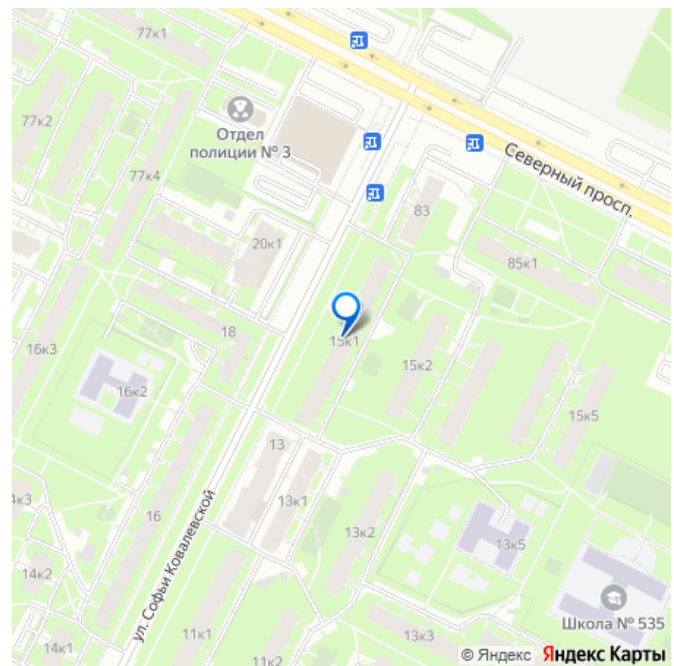 77к1
77к2
Отдел
полиции № 3
77к4
Северный просп.
83
20к1
85к1
18
15к1
16к3
15к2
16к2
15к5
13
16
13к1
4к3
13к2
13к5
14к2
ул. Софьи Ковалевской
Школа № 535
11к1
13к3
14к1
11к2
© Яндекс Яндекс Карты